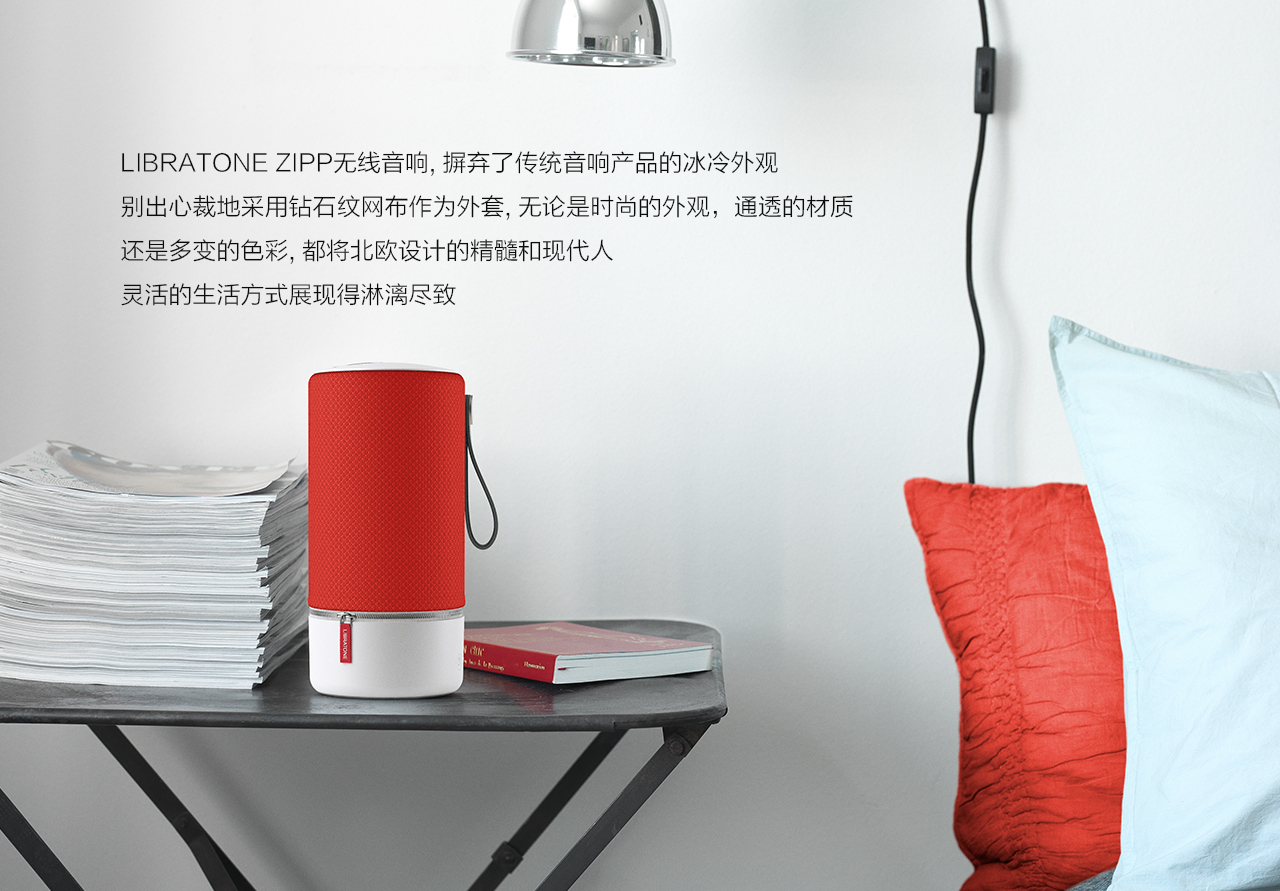 LIBRATONE ZIPP无线音响, 摒弃了传统音响产品的冰冷外观
别出心裁地采用钻石纹网布作为外套, 无论是时尚的外观，通透的材质
还是多变的色彩, 都将北欧设计的精髓和现代人
灵活的生活方式展现得淋漓尽致
LIBRATONE
Flammarion